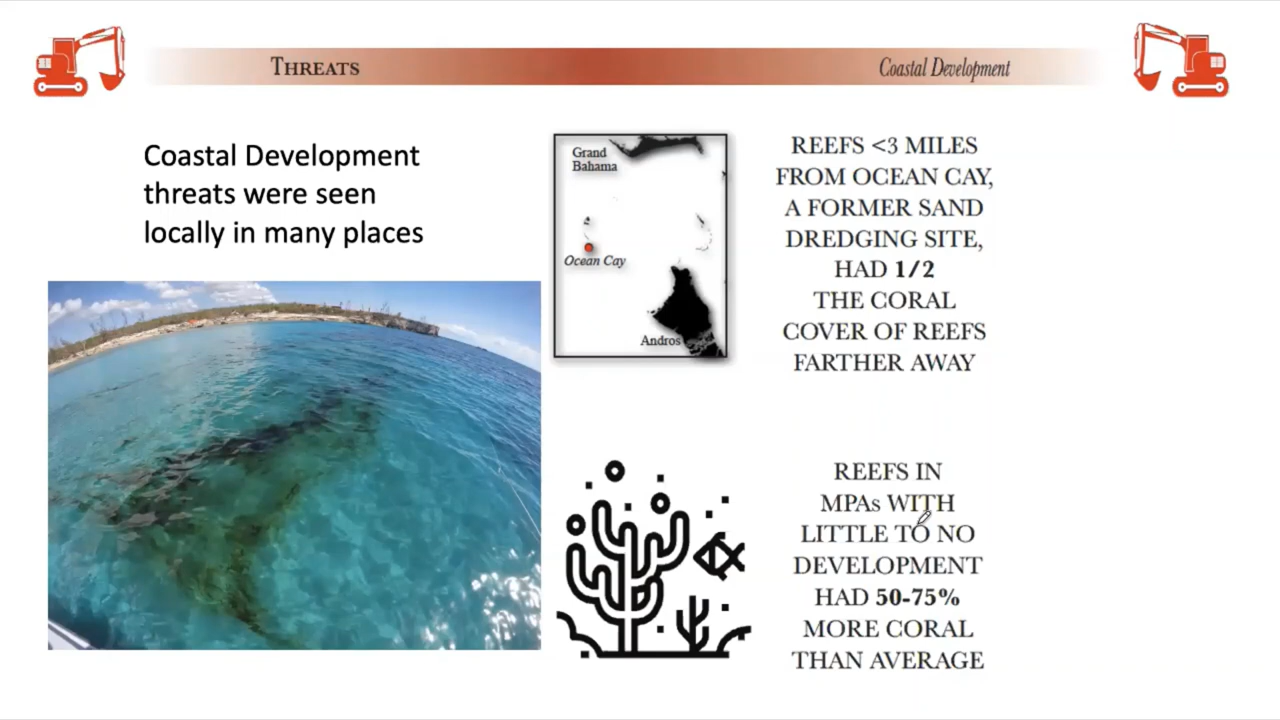 THREATS
Coastal Development
Coastal Development
threats were seen
locally in many places
Grand
Bahama
Ocean Cay
Andros
REEFS <3 MILES
FROM OCEAN CAY,
A FORMER SAND
DREDGING SITE,
HAD 1/2
THE CORAL
COVER OF REEFS
FARTHER AWAY
REEFS IN
MPAs WITH
LITTLE TO NO
DEVELOPMENT
HAD 50-75%
MORE CORAL
THAN AVERAGE